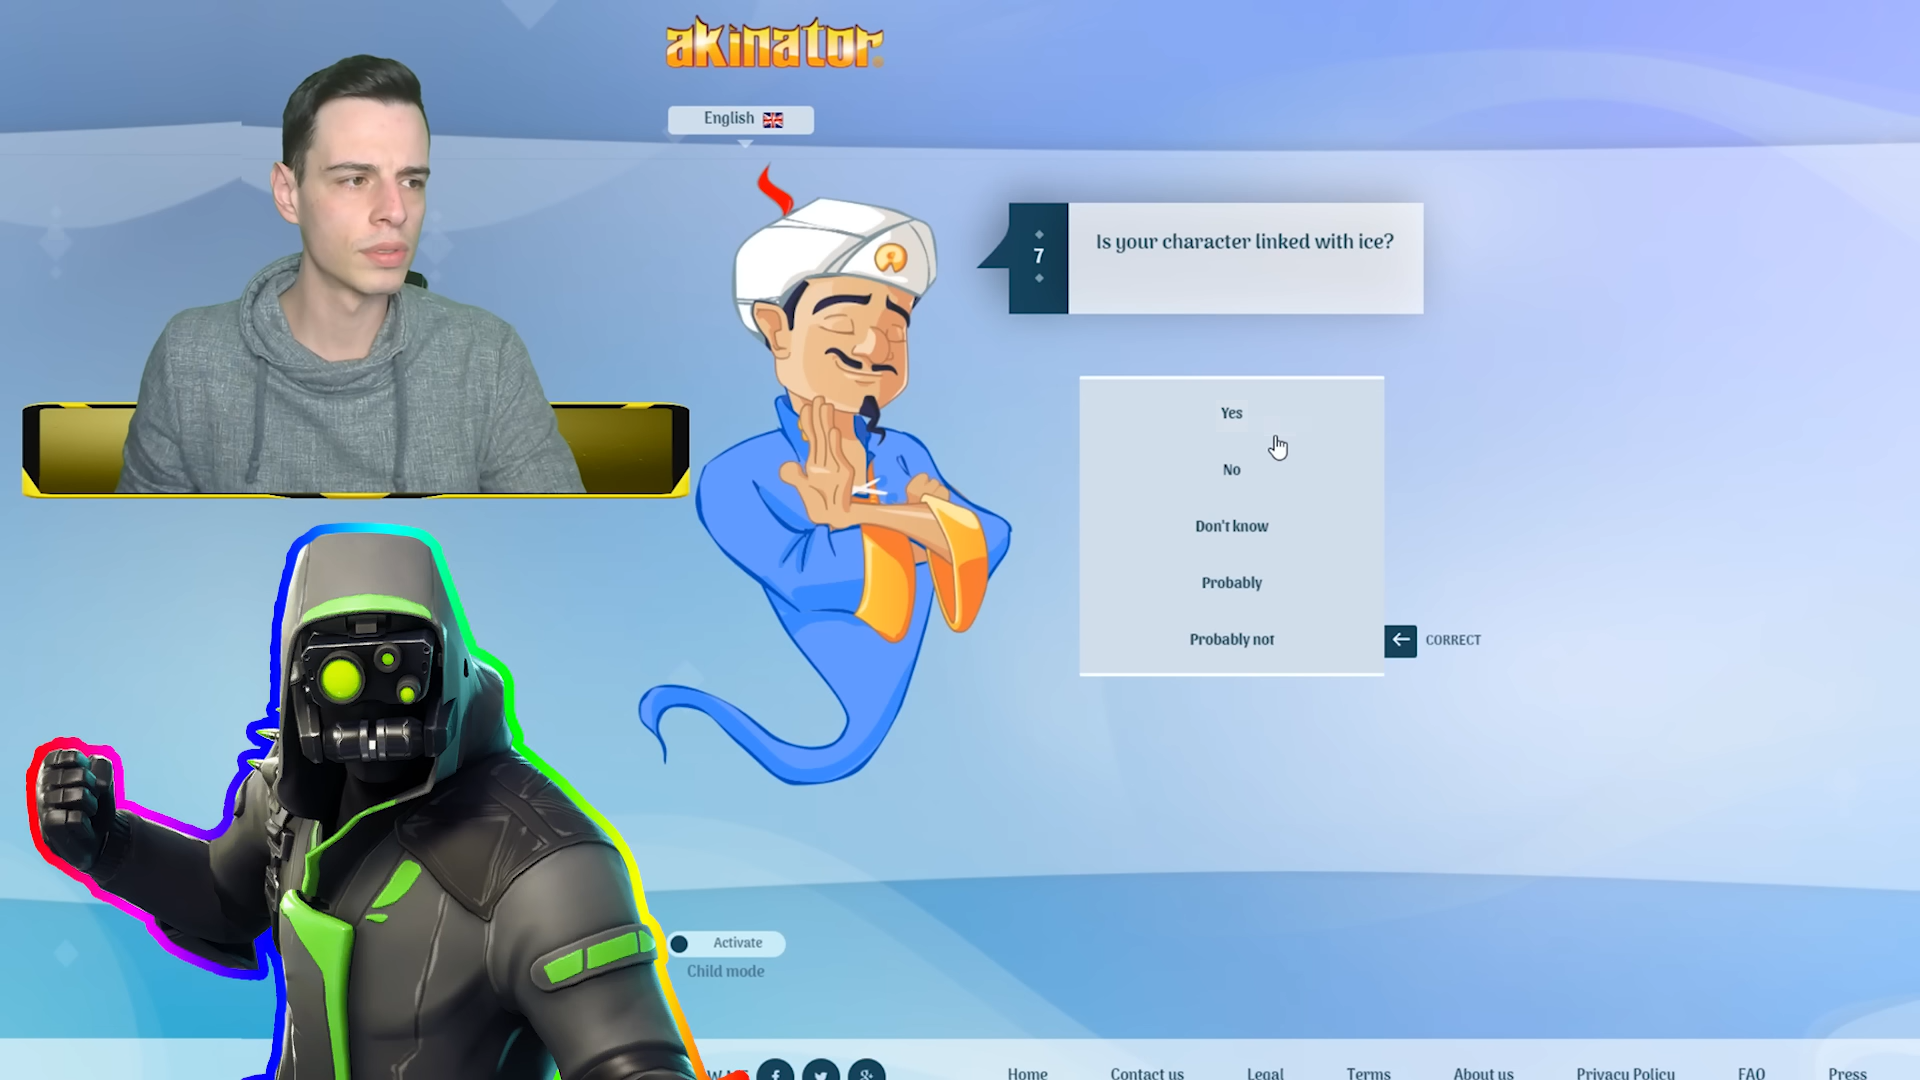 akinator
English
7
Is your character linked with ice?
Yes
No
Don't know
Probably
Probably not
CORRECT
Activate
Child mode
Home
Contact us
Legal
Terms
About us
Privacy Policy
FAQ
Press